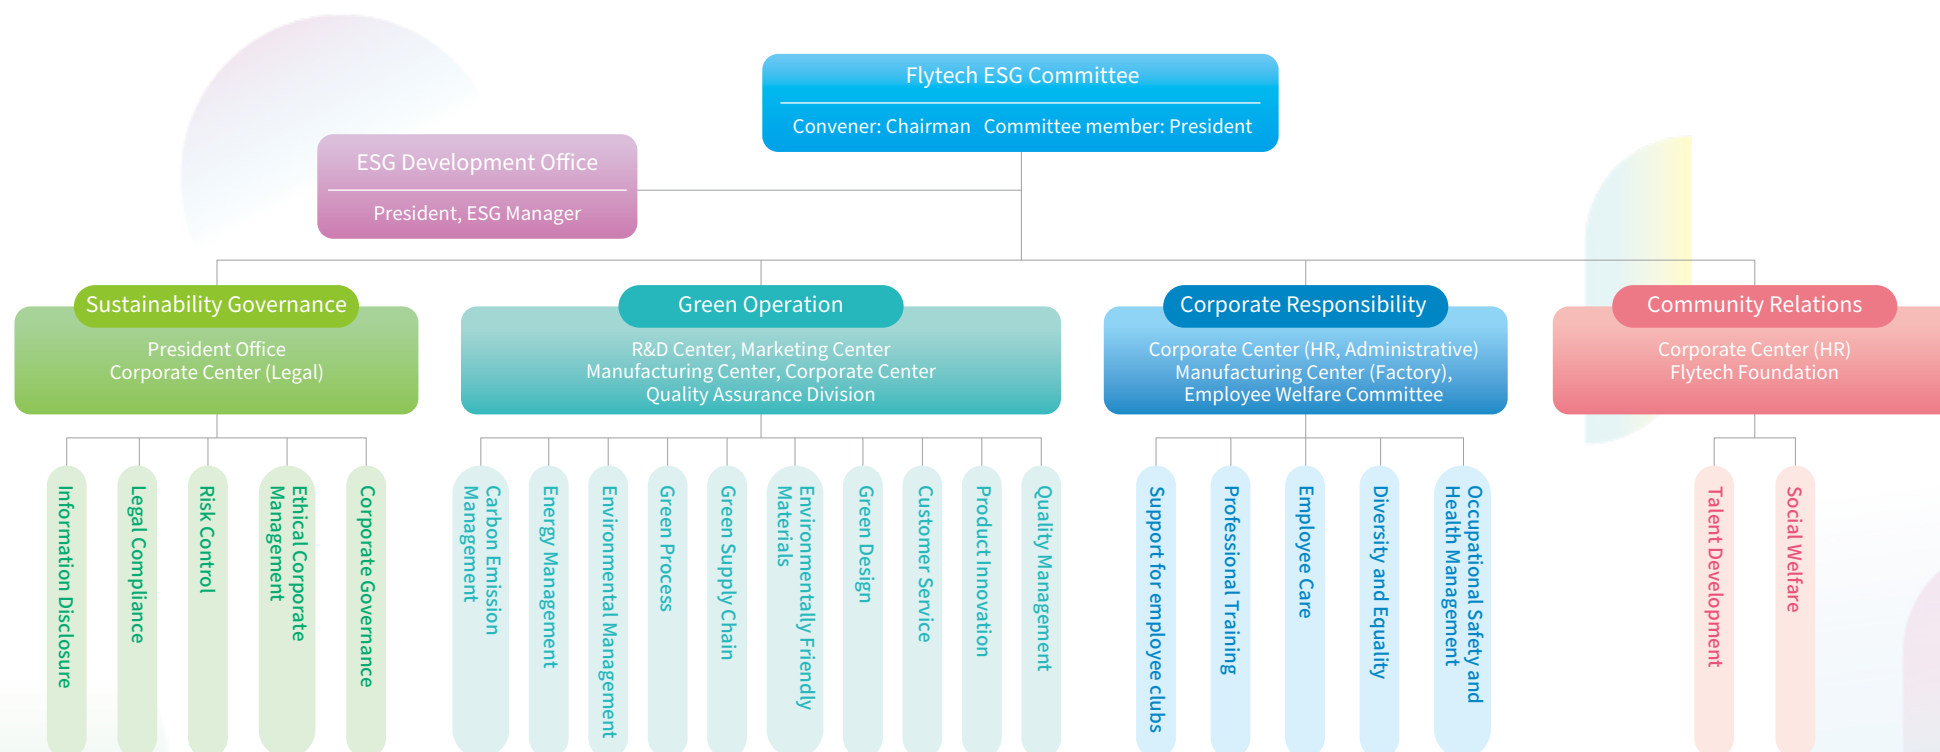 Flytech ESG Committee
Convener: Chairman Committee member: President
ESG Development Office
President, ESG Manager
Sustainability Governance
President Office
Corporate Center (Legal)
Green Operation
R&D Center, Marketing Center
Manufacturing Center, Corporate Center
Quality Assurance Division
Corporate Responsibility
Corporate Center (HR, Administrative)
Manufacturing Center (Factory),
Employee Welfare Committee
Community Relations
Corporate Center (HR)
Flytech Foundation
Information Disclosure
Legal Compliance
Risk Control
Ethical Corporate
Management
Corporate Governance
Carbon Emission
Management
Energy Management
Environmental Management
Green Process
Green Supply Chain
Environmentally Friendly
Materials
Green Design
Customer Service
Product Innovation
Quality Management
Support for employee clubs
Professional Training
Employee Care
Diversity and Equality
Occupational Safety and
Health Management
Talent Development
Social Welfare